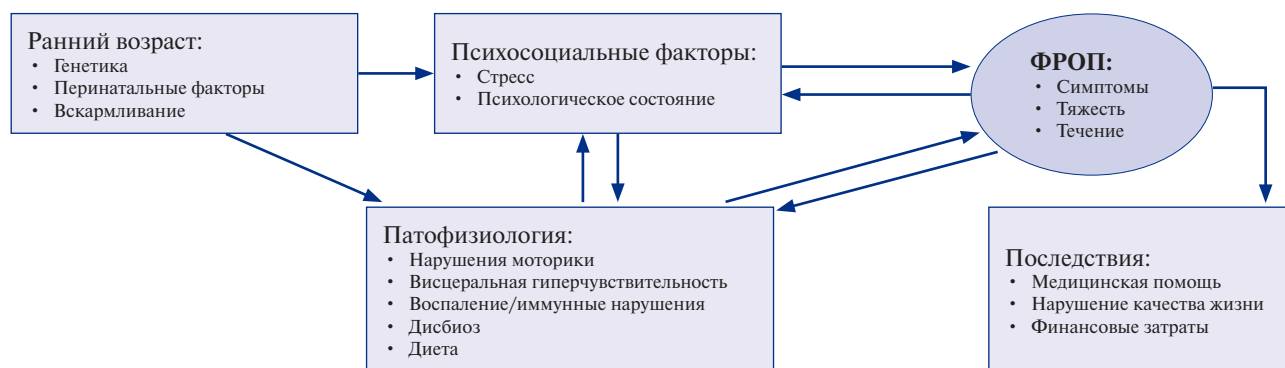 Ранний возраст:
• Генетика
• Перинатальные факторы
• Вскармливание
Психосоциальные факторы:
• Стресс
• Психологическое состояние
ФРОП:
• Симптомы
• Тяжесть
• Течение
Патофизиология:
• Нарушения моторики
• Висцеральная гиперчувствительность
• Воспаление/иммунные нарушения
• Дисбиоз
• Диета
Последствия:
• Медицинская помощь
• Нарушение качества жизни
• Финансовые затраты